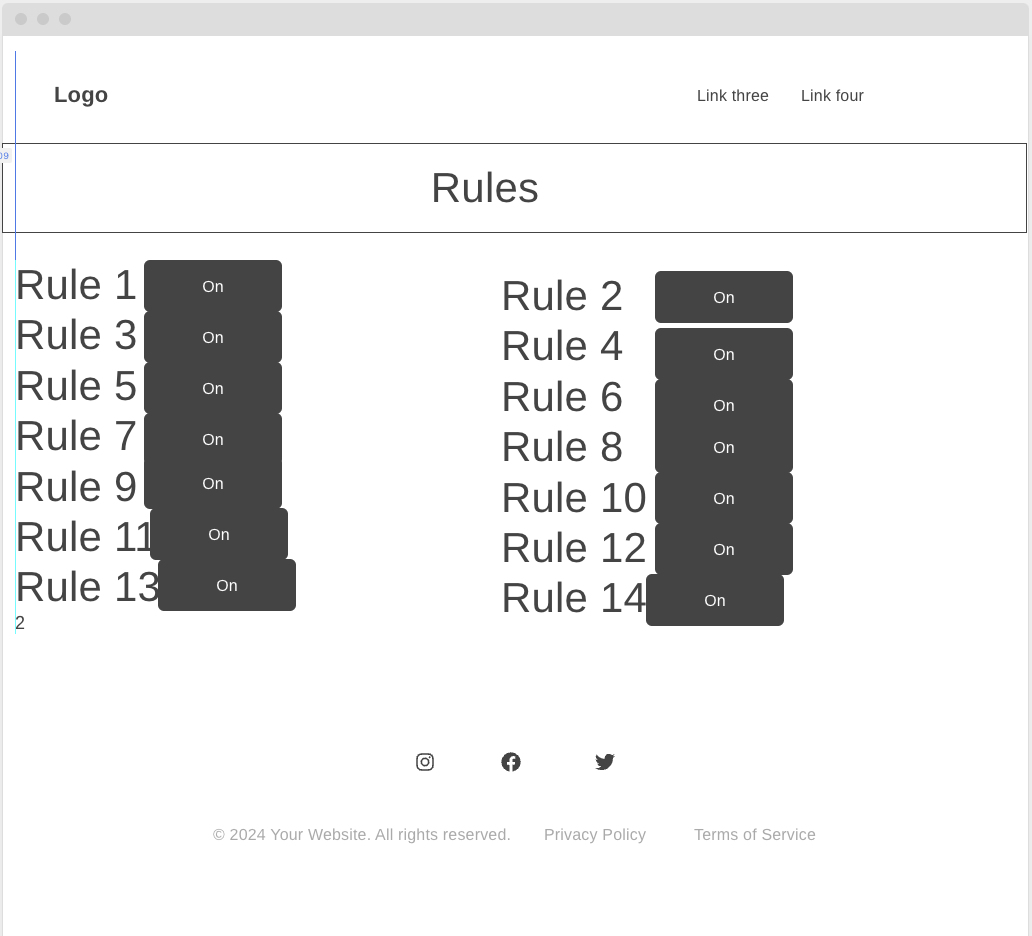 Logo
Link three Link four
09
Rules
Rule 1 On
Rule 3 On
Rule 5 On
Rule 7 On
Rule 9 On
Rule 11 On
Rule 13 On
2
Rule 2 On
Rule 4 On
Rule 6 On
Rule 8 On
Rule 10 On
Rule 12 On
Rule 14 On
© 2024 Your Website. All rights reserved. Privacy Policy Terms of Service